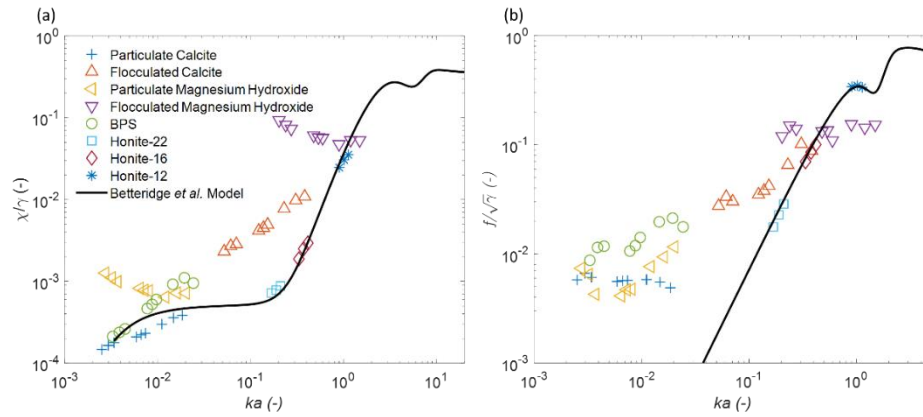 (a)
10^0
10^-1
10^-2
10^-3
10^-4
χ/γ (-)
Particulate Calcite
Flocculated Calcite
Particulate Magnesium Hydroxide
Flocculated Magnesium Hydroxide
BPS
Honite-22
Honite-16
Honite-12
Betteridge et al. Model
10^-3
10^-2
10^-1
10^0
10^1
ka (-)
(b)
10^0
10^-1
10^-2
10^-3
f/√γ (-)
10^-3
10^-2
10^-1
10^0
ka (-)